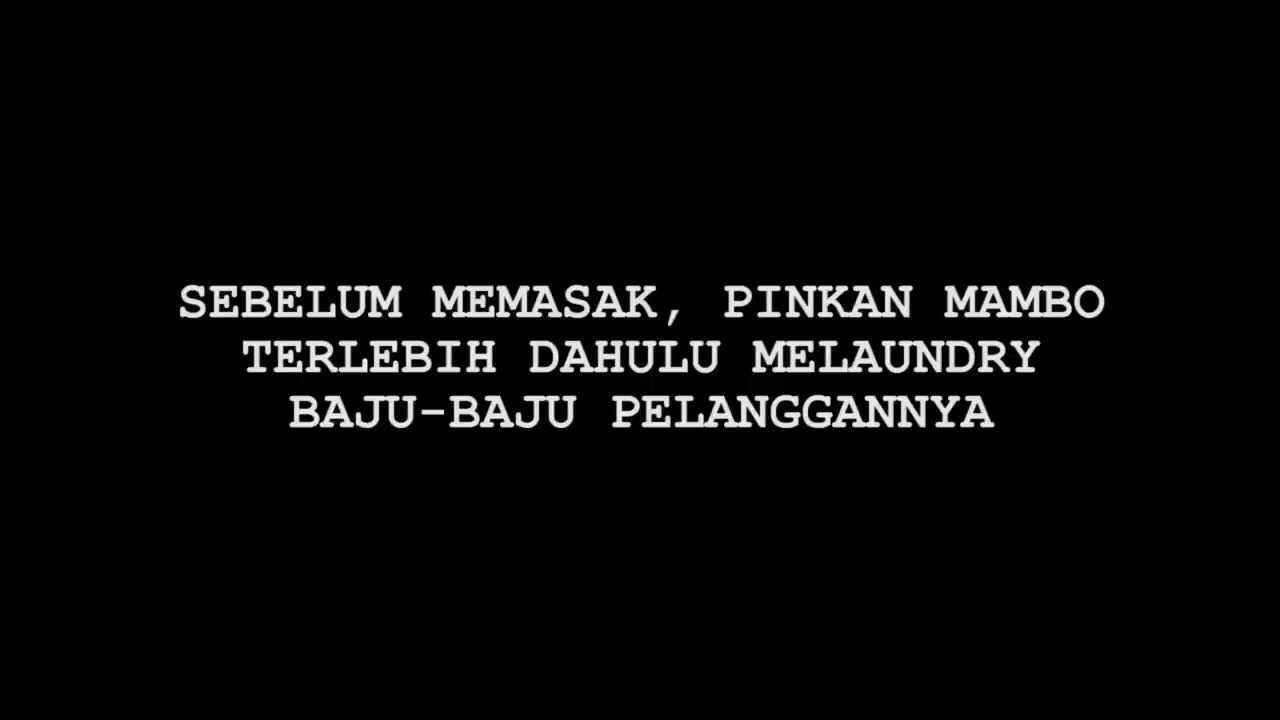 SEBELUM MEMASAK, PINKAN MAMBO
TERLEBIH DAHULU MELAUNDRY
BAJU-BAJU PELANGGANNYA